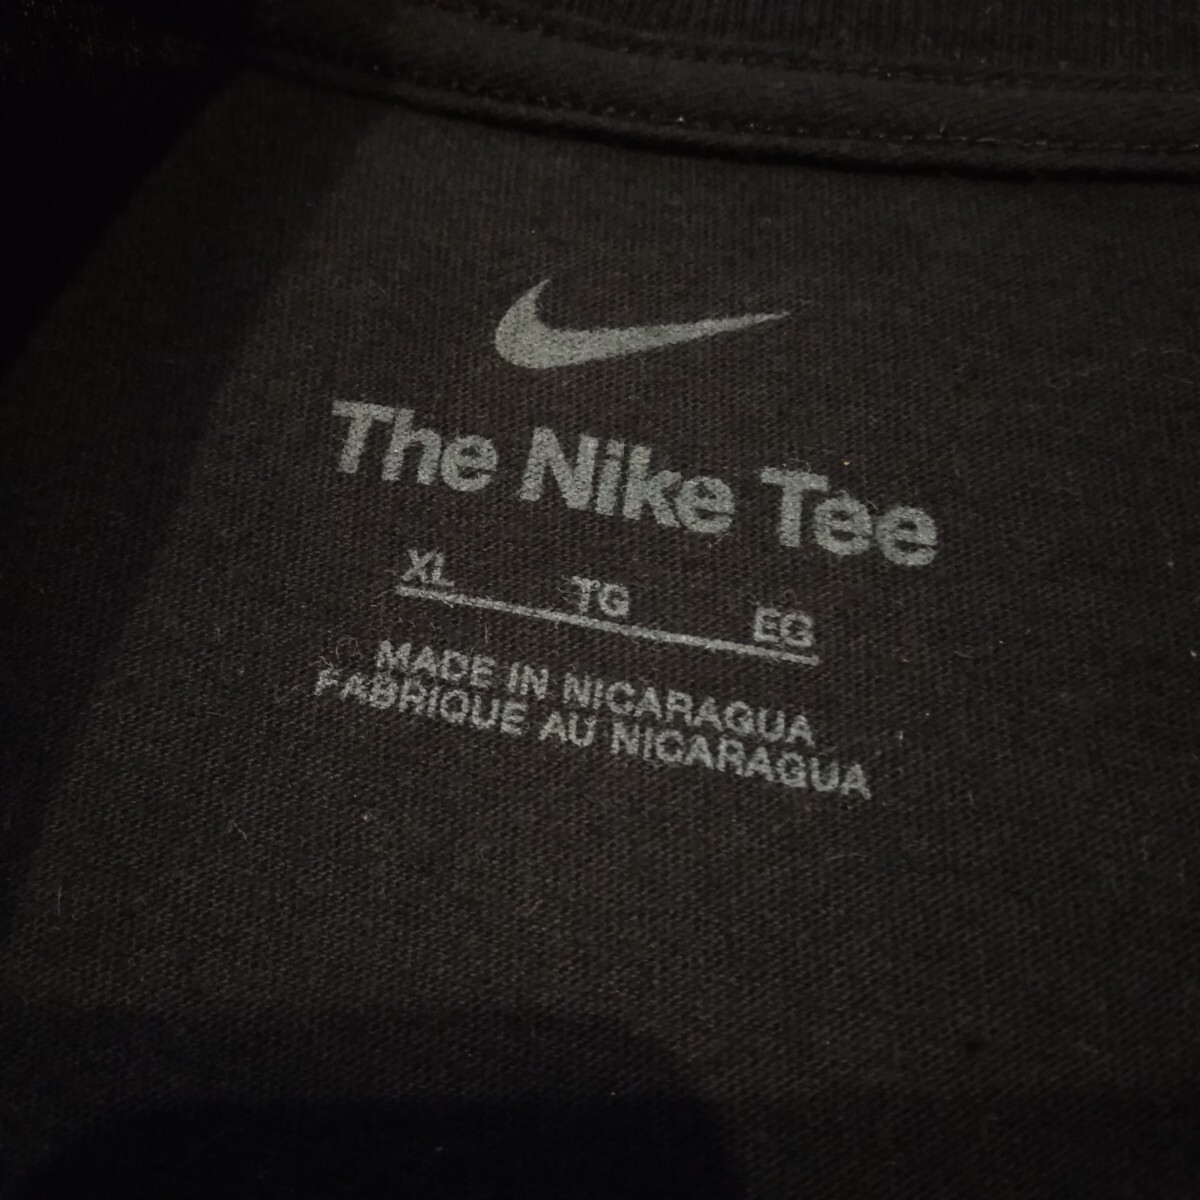 The Nike Tee
XL TG EG
MADE IN NICARAGUA
FABRIQUE AU NICARAGUA